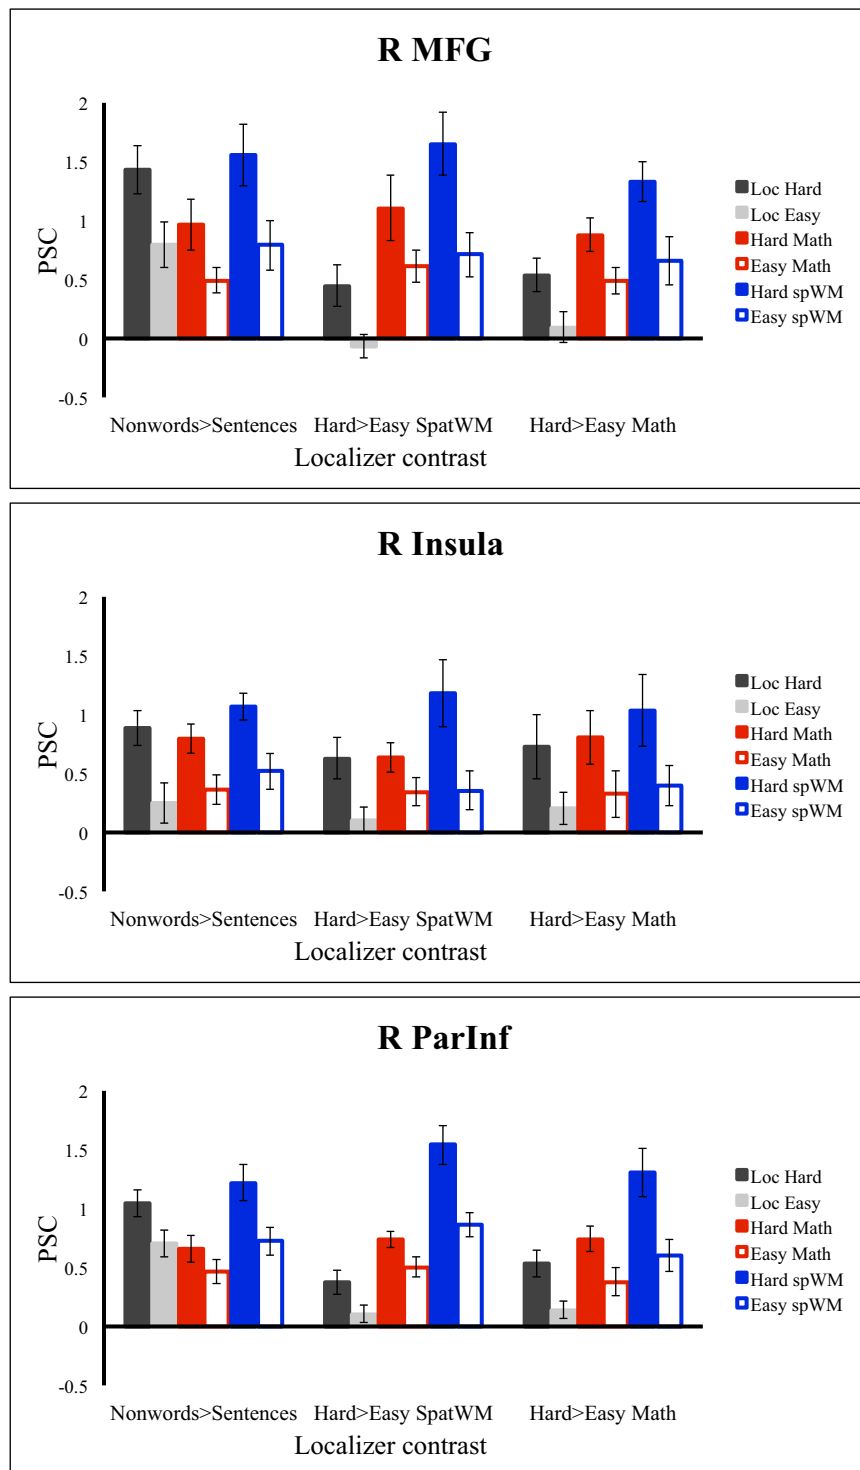 R MFG
2
1.5
1
0.5
0
-0.5
PSC
Nonwords>Sentences Hard>Easy SpatWM Hard>Easy Math
Localizer contrast
Loc Hard
Loc Easy
Hard Math
Easy Math
Hard spWM
Easy spWM
R Insula
2
1.5
1
0.5
0
-0.5
PSC
Nonwords>Sentences Hard>Easy SpatWM Hard>Easy Math
Localizer contrast
Loc Hard
Loc Easy
Hard Math
Easy Math
Hard spWM
Easy spWM
R ParInf
2
1.5
1
0.5
0
-0.5
PSC
Nonwords>Sentences Hard>Easy SpatWM Hard>Easy Math
Localizer contrast
Loc Hard
Loc Easy
Hard Math
Easy Math
Hard spWM
Easy spWM